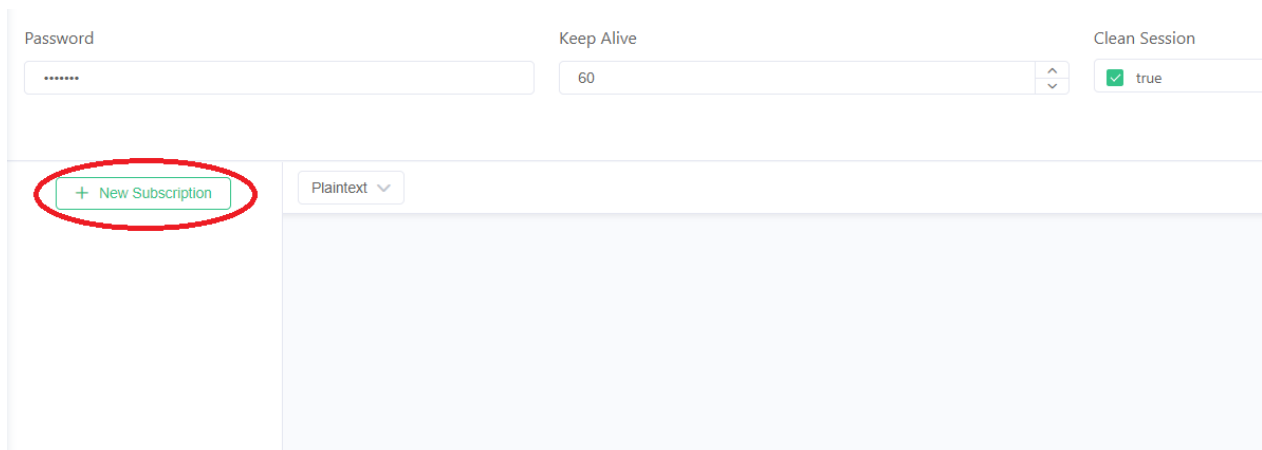 Password
Keep Alive
Clean Session
•••••••
60
true
+ New Subscription
Plaintext